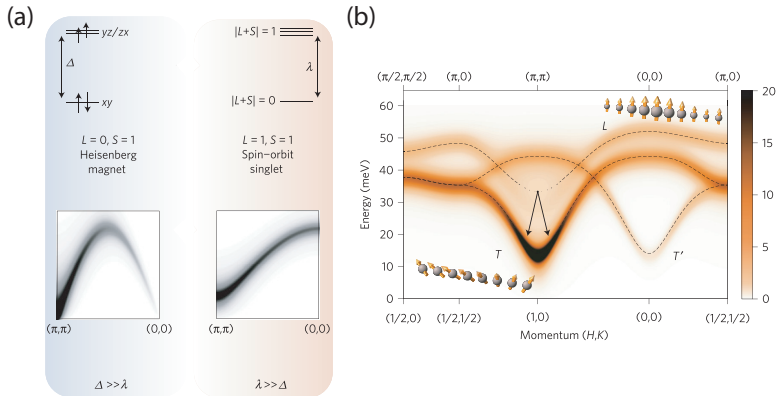 (a)
yz/zx
Δ
xy
L = 0, S = 1
Heisenberg
magnet
(π,π)
(0,0)
Δ >> λ
|L+S| = 1
λ
|L+S| = 0
L = 1, S = 1
Spin−orbit
singlet
(π,π)
(0,0)
λ >> Δ
(b)
(π/2,π/2)
(π,0)
(π,π)
(0,0)
(π,0)
60
50
40
30
20
10
0
Energy (meV)
L
T
T′
(1/2,0)
(1/2,1/2)
(1,0)
(0,0)
(1/2,1/2)
Momentum (H,K)
20
15
10
5
0